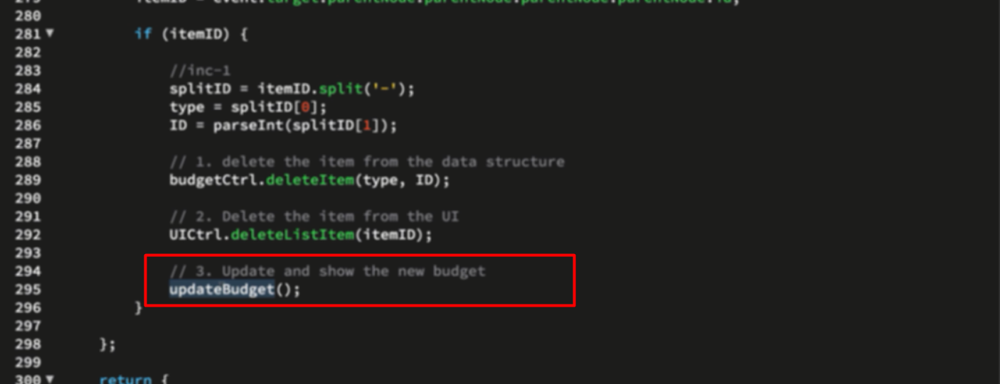 279 itemID = event.target.parentNode.parentNode.parentNode.parentNode.id;
280
281 if (itemID) {
282
283 //inc-1
284 splitID = itemID.split('-');
285 type = splitID[0];
286 ID = parseInt(splitID[1]);
287
288 // 1. delete the item from the data structure
289 budgetCtrl.deleteItem(type, ID);
290
291 // 2. Delete the item from the UI
292 UICtrl.deleteListItem(itemID);
293
294 // 3. Update and show the new budget
295 updateBudget();
296 }
297
298 };
299
300 return {